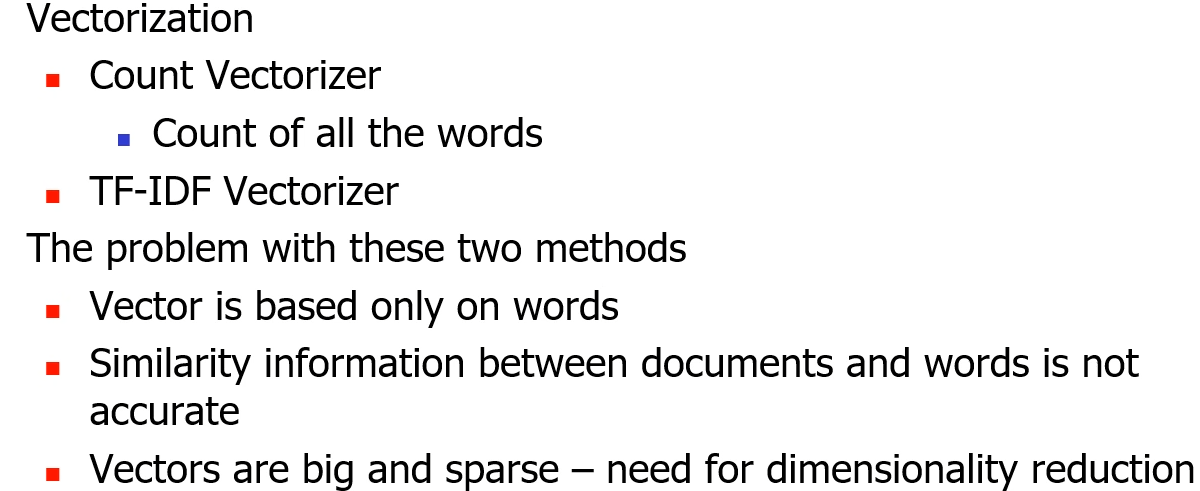 Vectorization
Count Vectorizer
Count of all the words
TF-IDF Vectorizer
The problem with these two methods
Vector is based only on words
Similarity information between documents and words is not
accurate
Vectors are big and sparse – need for dimensionality reduction